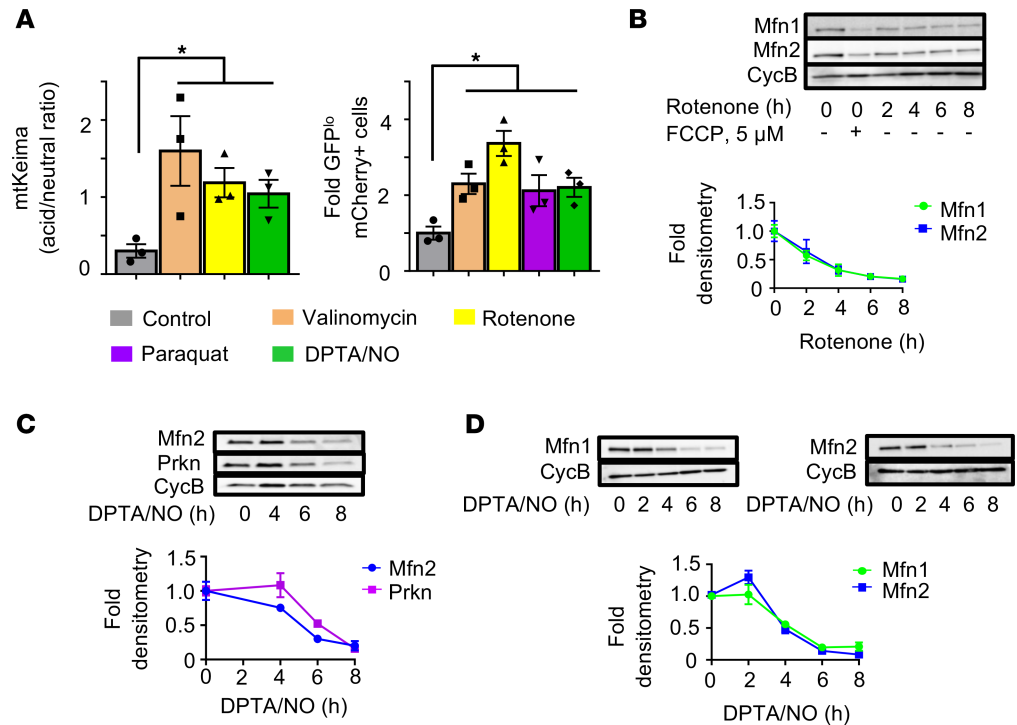 A
mtKeima
(acid/neutral ratio)
2
1
0
*
Fold GFPlo
mCherry+ cells
4
2
0
*
Control
Valinomycin
Rotenone
Paraquat
DPTA/NO
B
Mfn1
Mfn2
CycB
Rotenone (h) 0 0 2 4 6 8
FCCP, 5 µM - + - - - -
Fold
densitometry
1.5
1.0
0.5
0
0 2 4 6 8
Rotenone (h)
Mfn1
Mfn2
C
Mfn2
Prkn
CycB
DPTA/NO (h) 0 4 6 8
Fold
densitometry
1.5
1.0
0.5
0
0 2 4 6 8
DPTA/NO (h)
Mfn2
Prkn
D
Mfn1
CycB
DPTA/NO (h) 0 2 4 6 8
Mfn2
CycB
DPTA/NO (h) 0 2 4 6 8
Fold
densitometry
1.5
1.0
0.5
0
0 2 4 6 8
DPTA/NO (h)
Mfn1
Mfn2